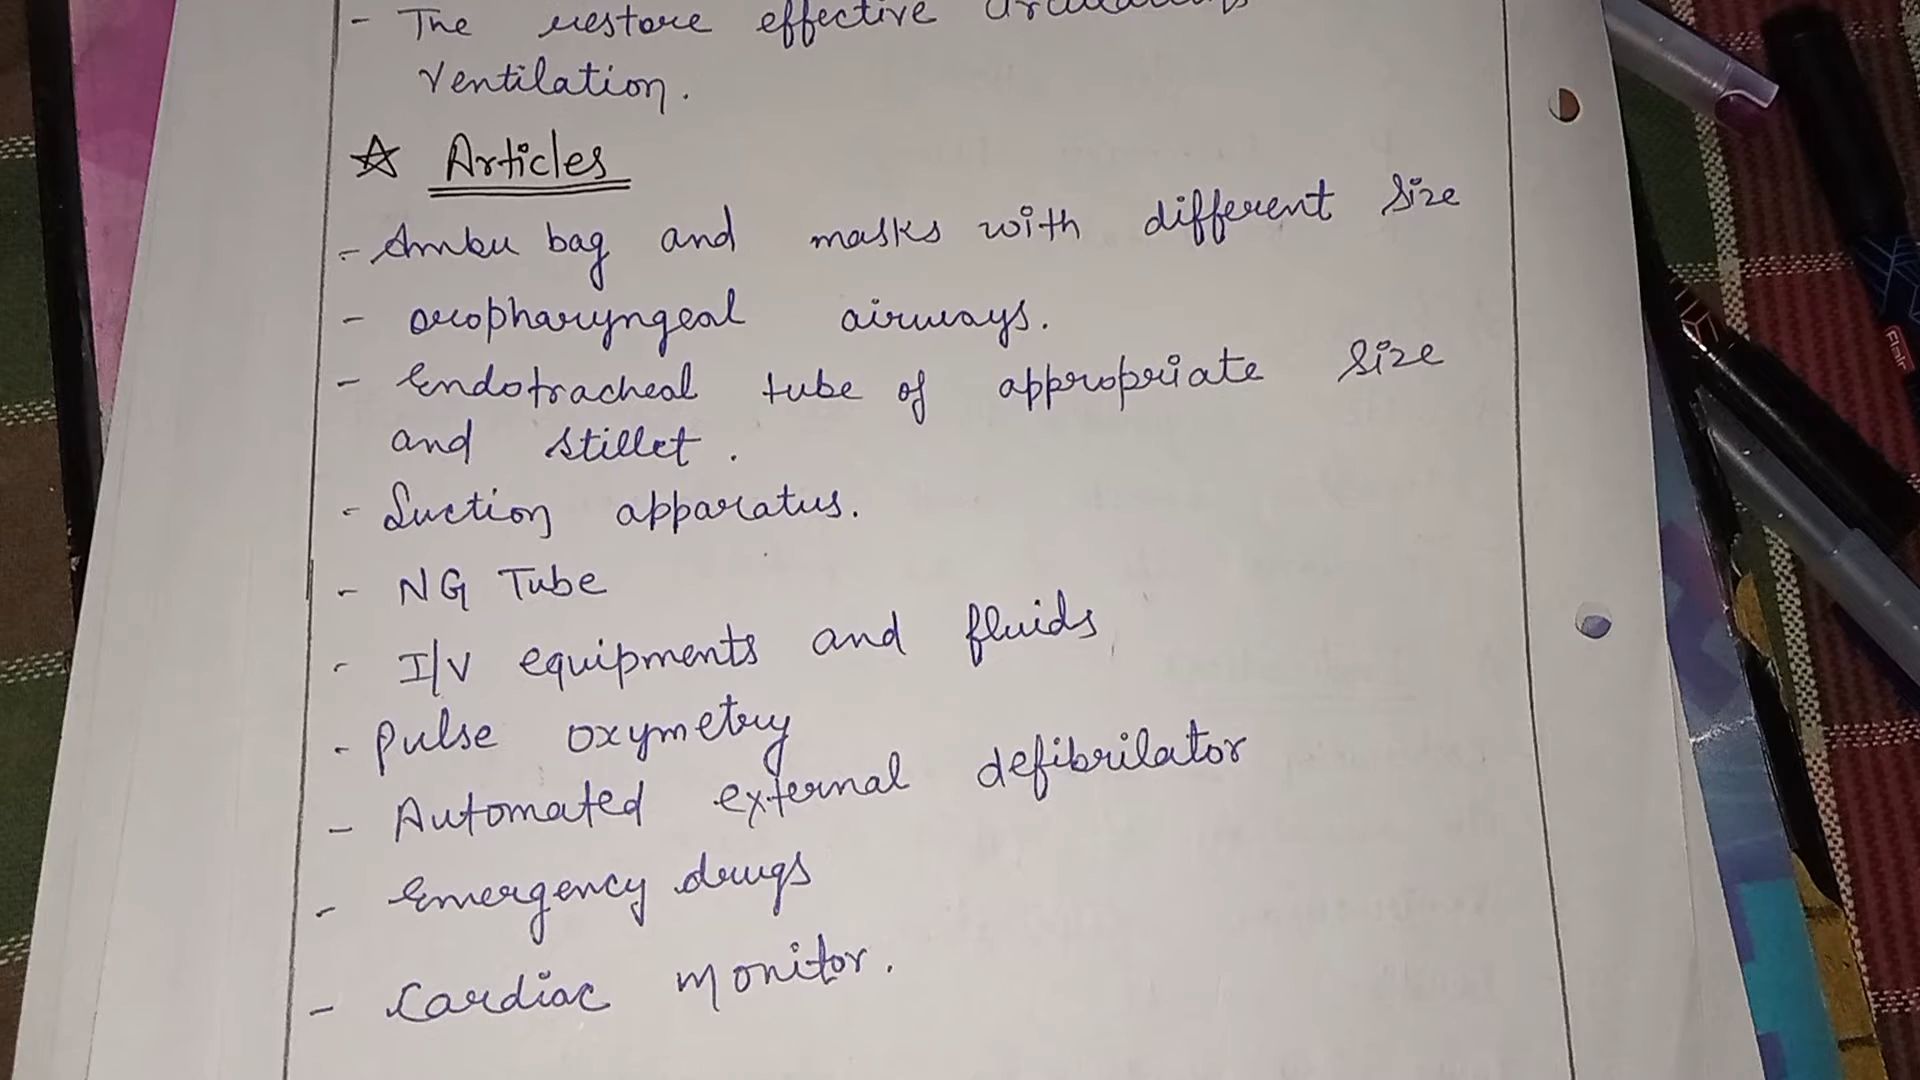 - The restore effective
ventilation.
☆ Articles
- Ambu bag and masks with different size
- oropharyngeal airways.
- Endotracheal tube of appropriate size
and stillet.
- Suction apparatus.
- NG Tube
- I/V equipments and fluids
- Pulse oxymetry
- Automated external defibrilator
- Emergency drugs
- Cardiac monitor.
Flair